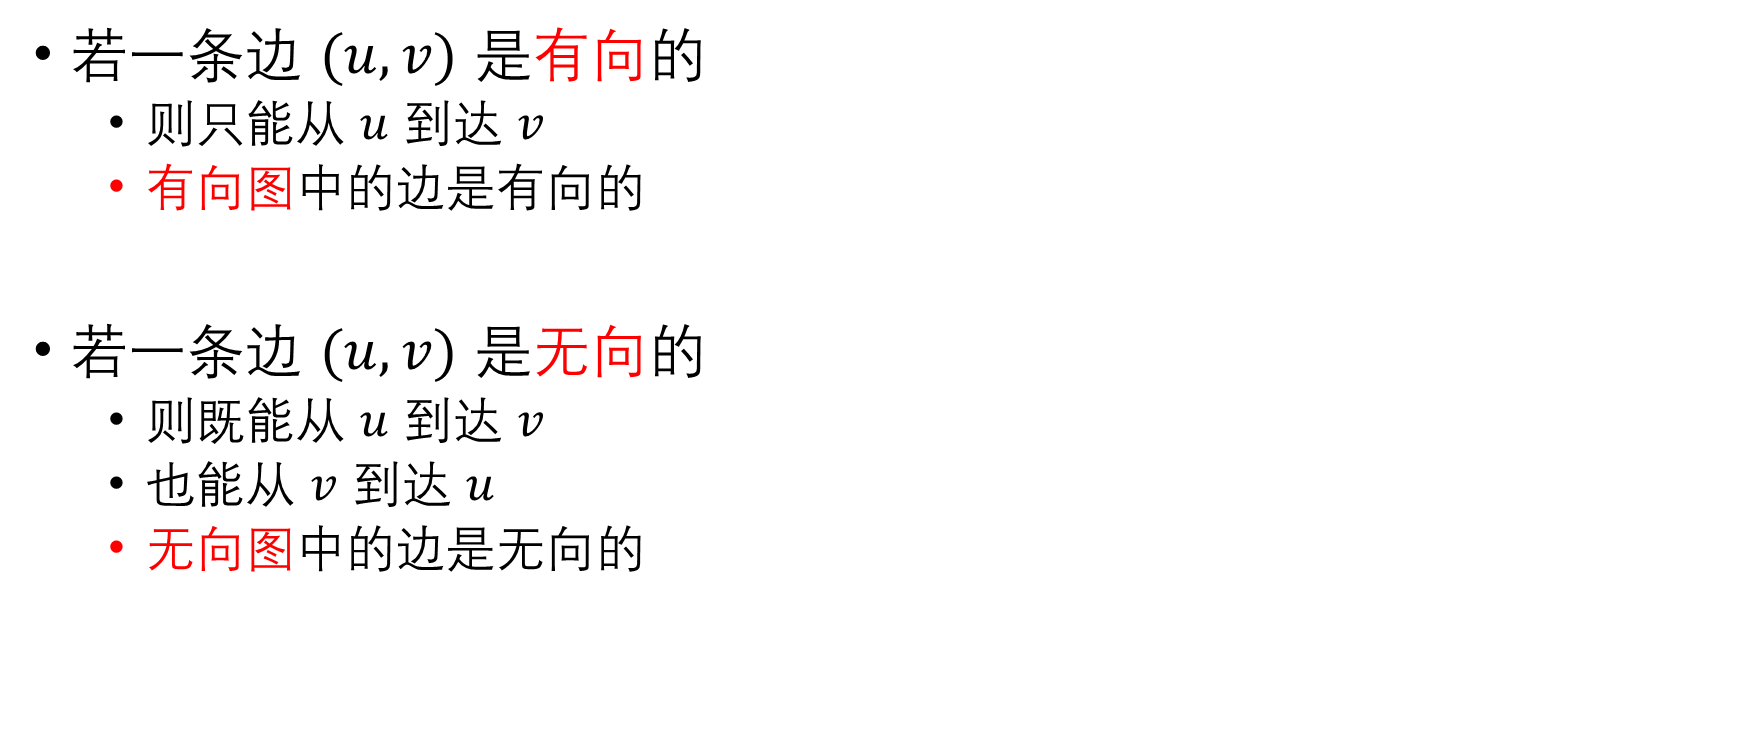 • 若一条边 (u, v) 是有向的
• 则只能从 u 到达 v
• 有向图中的边是有向的
• 若一条边 (u, v) 是无向的
• 则既能从 u 到达 v
• 也能从 v 到达 u
• 无向图中的边是无向的